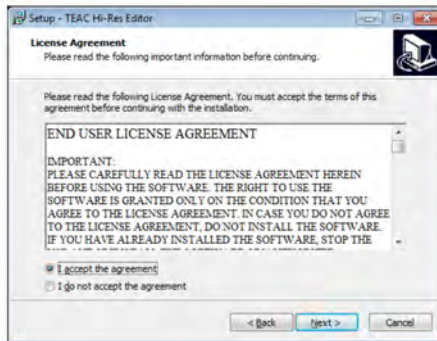 Setup - TEAC Hi-Res Editor
License Agreement
Please read the following important information before continuing.
Please read the following License Agreement. You must accept the terms of this
agreement before continuing with the installation.
END USER LICENSE AGREEMENT
IMPORTANT:
PLEASE CAREFULLY READ THE LICENSE AGREEMENT HEREIN
BEFORE USING THE SOFTWARE. THE RIGHT TO USE THE
SOFTWARE IS GRANTED ONLY ON THE CONDITION THAT YOU
AGREE TO THE LICENSE AGREEMENT. IN CASE YOU DO NOT AGREE
TO THE LICENSE AGREEMENT, DO NOT INSTALL THE SOFTWARE.
IF YOU HAVE ALREADY INSTALLED THE SOFTWARE, STOP THE
I accept the agreement
I do not accept the agreement
< Back
Next >
Cancel